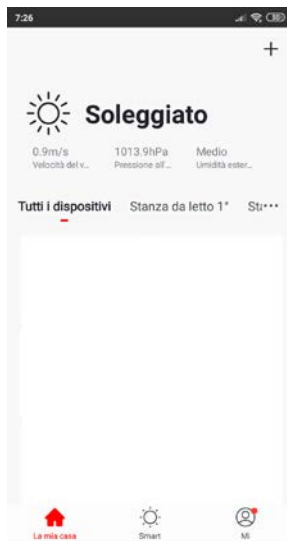 7:26
+
Soleggiato
0.9m/s 1013.9hPa Medio
Velocità del v... Pressione all'... Umidità ester...
Tutti i dispositivi Stanza da letto 1° St...
La mia casa Smart Mi